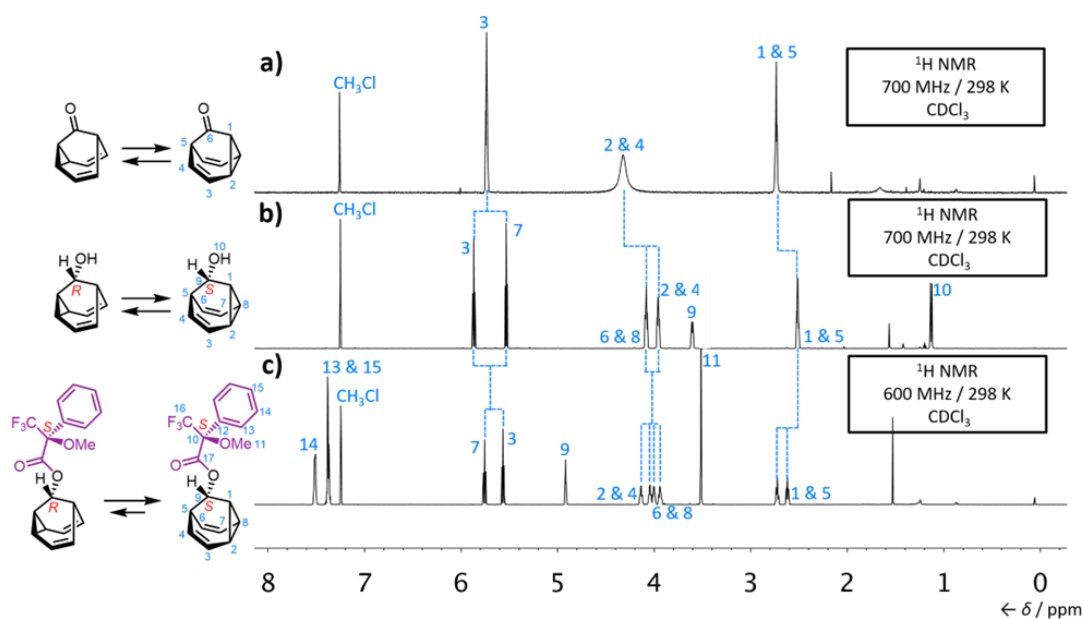 a)
3
1 & 5
CH3Cl
2 & 4
1H NMR
700 MHz / 298 K
CDCl3
O
O
1
5
6
4
3
2
b)
CH3Cl
3
7
6 & 8
2 & 4
9
1 & 5
10
1H NMR
700 MHz / 298 K
CDCl3
H
OH
R
10
H
OH
9
S
1
5
6
7
8
4
2
3
c)
13 & 15
CH3Cl
14
7
3
9
2 & 4
6 & 8
11
1 & 5
1H NMR
600 MHz / 298 K
CDCl3
F3C
S
OMe
O
O
H
R
15
14
13
12
16
F3C
S
10
OMe
11
17
O
O
H
9
S
1
5
6
7
8
4
2
3
8
7
6
5
4
3
2
1
0
← δ / ppm